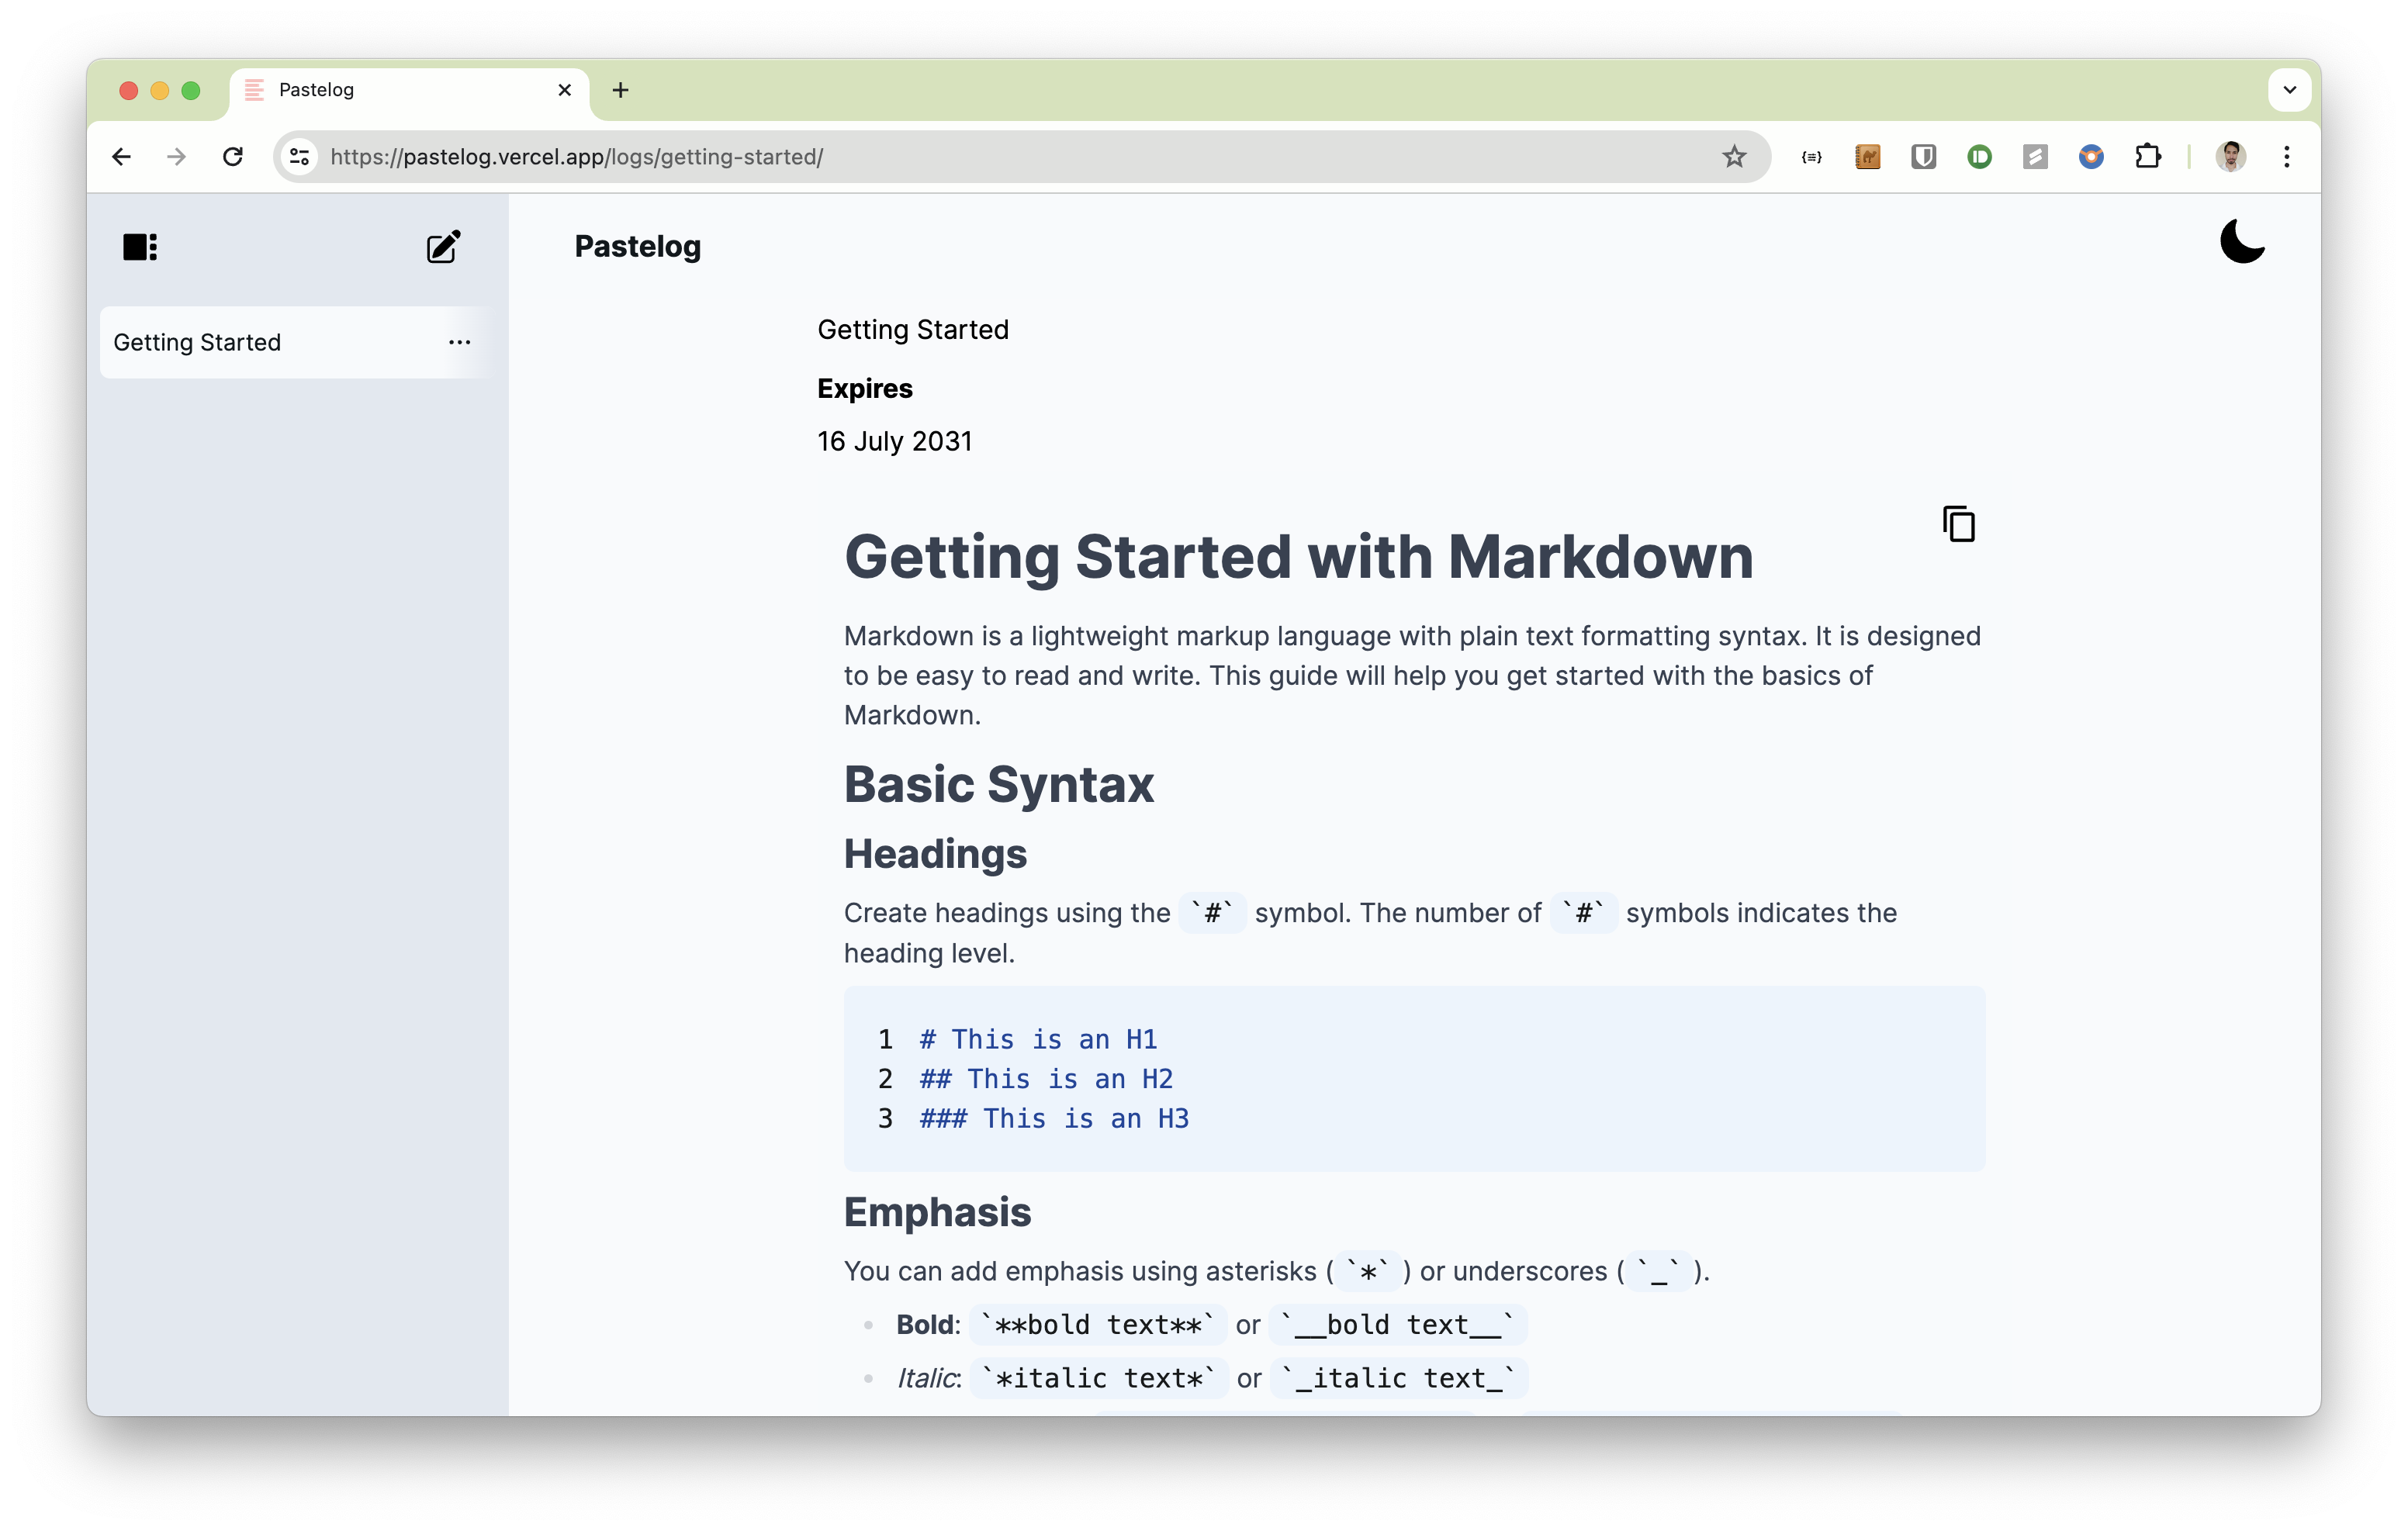 Pastelog
https://pastelog.vercel.app/logs/getting-started/
Pastelog
Getting Started
Getting Started
Expires
16 July 2031
Getting Started with Markdown
Markdown is a lightweight markup language with plain text formatting syntax. It is designed
to be easy to read and write. This guide will help you get started with the basics of
Markdown.
Basic Syntax
Headings
Create headings using the `#` symbol. The number of `#` symbols indicates the
heading level.
1 # This is an H1
2 ## This is an H2
3 ### This is an H3
Emphasis
You can add emphasis using asterisks ( `*` ) or underscores ( `_` ).
• Bold: `**bold text**` or `__bold text__`
• Italic: `*italic text*` or `_italic text_`